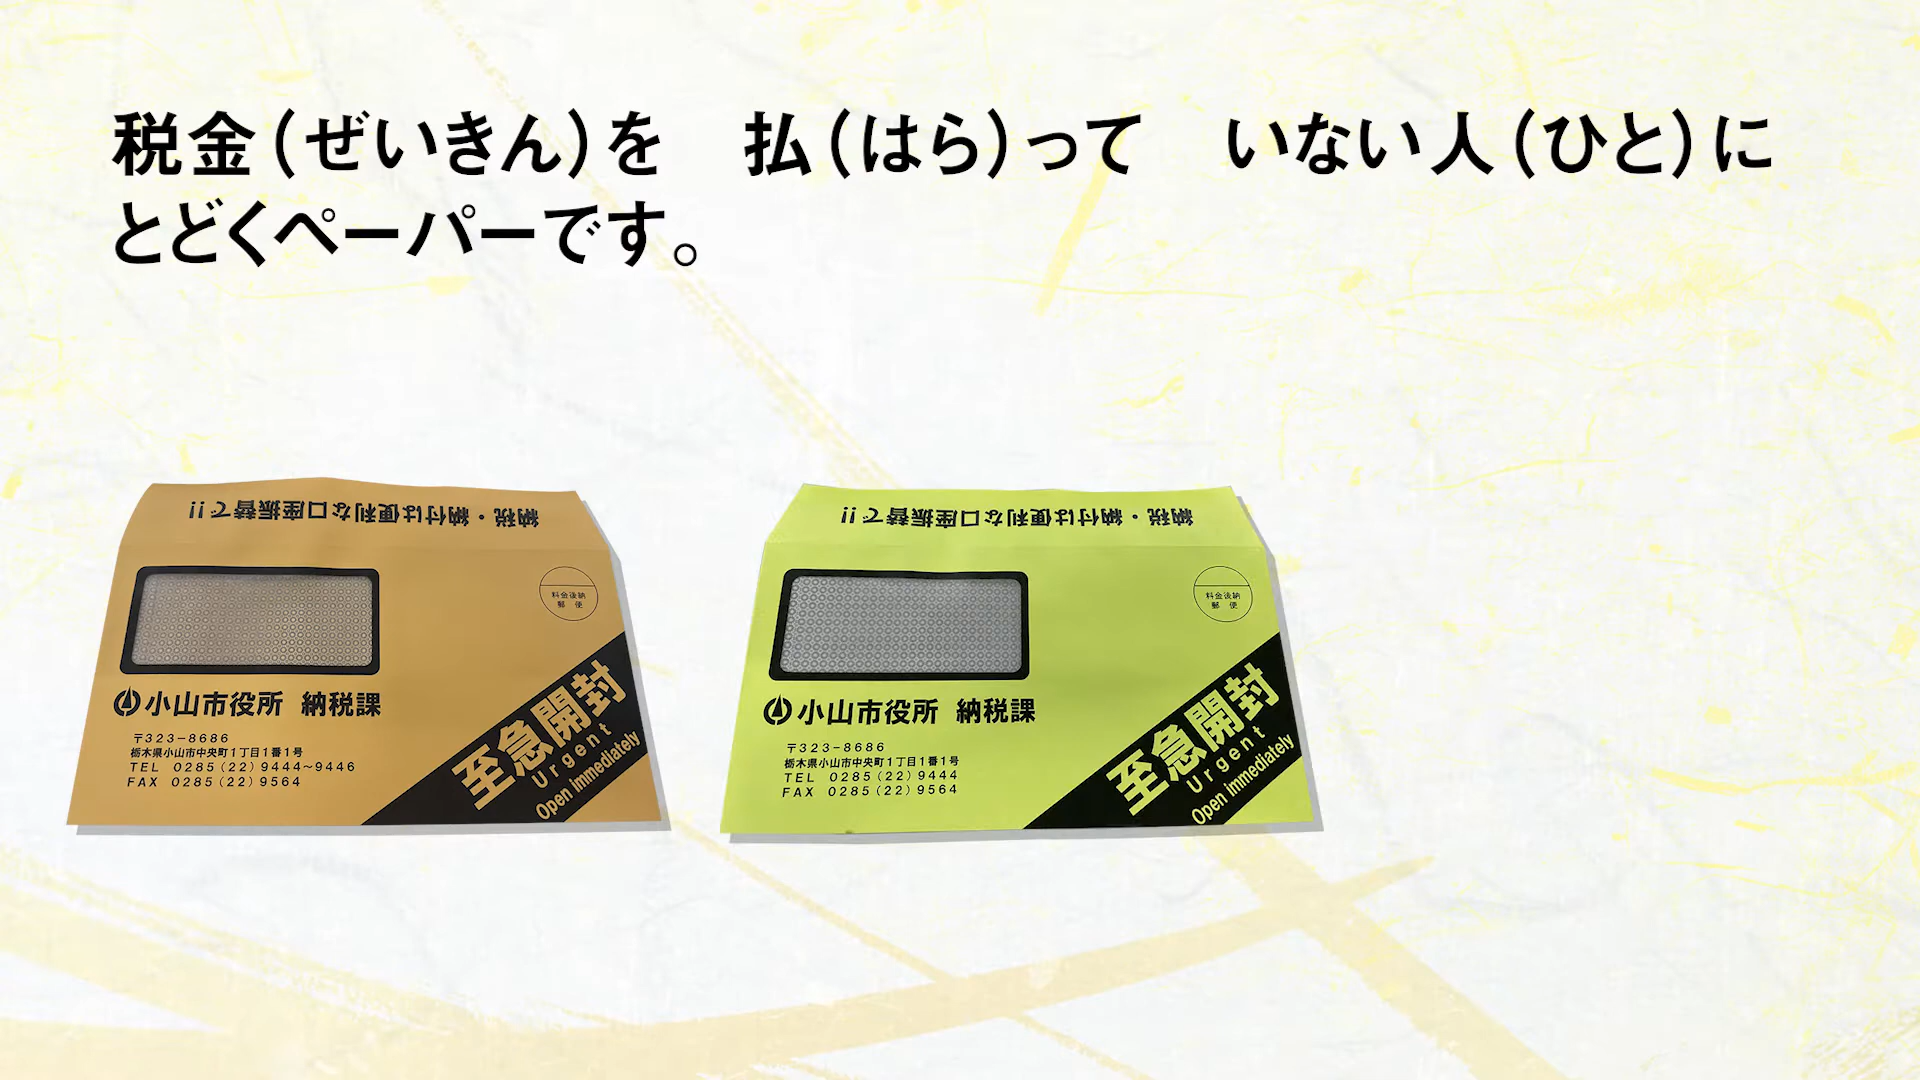 税金(ぜいきん)を　払(はら)って　いない人(ひと)に
とどくペーパーです。
納税・納付は便利な口座振替で!!
料金後納
郵　便
小山市役所 納税課
〒323-8686
栃木県小山市中央町1丁目1番1号
TEL 0285(22)9444～9446
FAX 0285(22)9564
至急開封
Urgent
Open immediately
納税・納付は便利な口座振替で!!
料金後納
郵　便
小山市役所 納税課
〒323-8686
栃木県小山市中央町1丁目1番1号
TEL 0285(22)9444
FAX 0285(22)9564
至急開封
Urgent
Open immediately